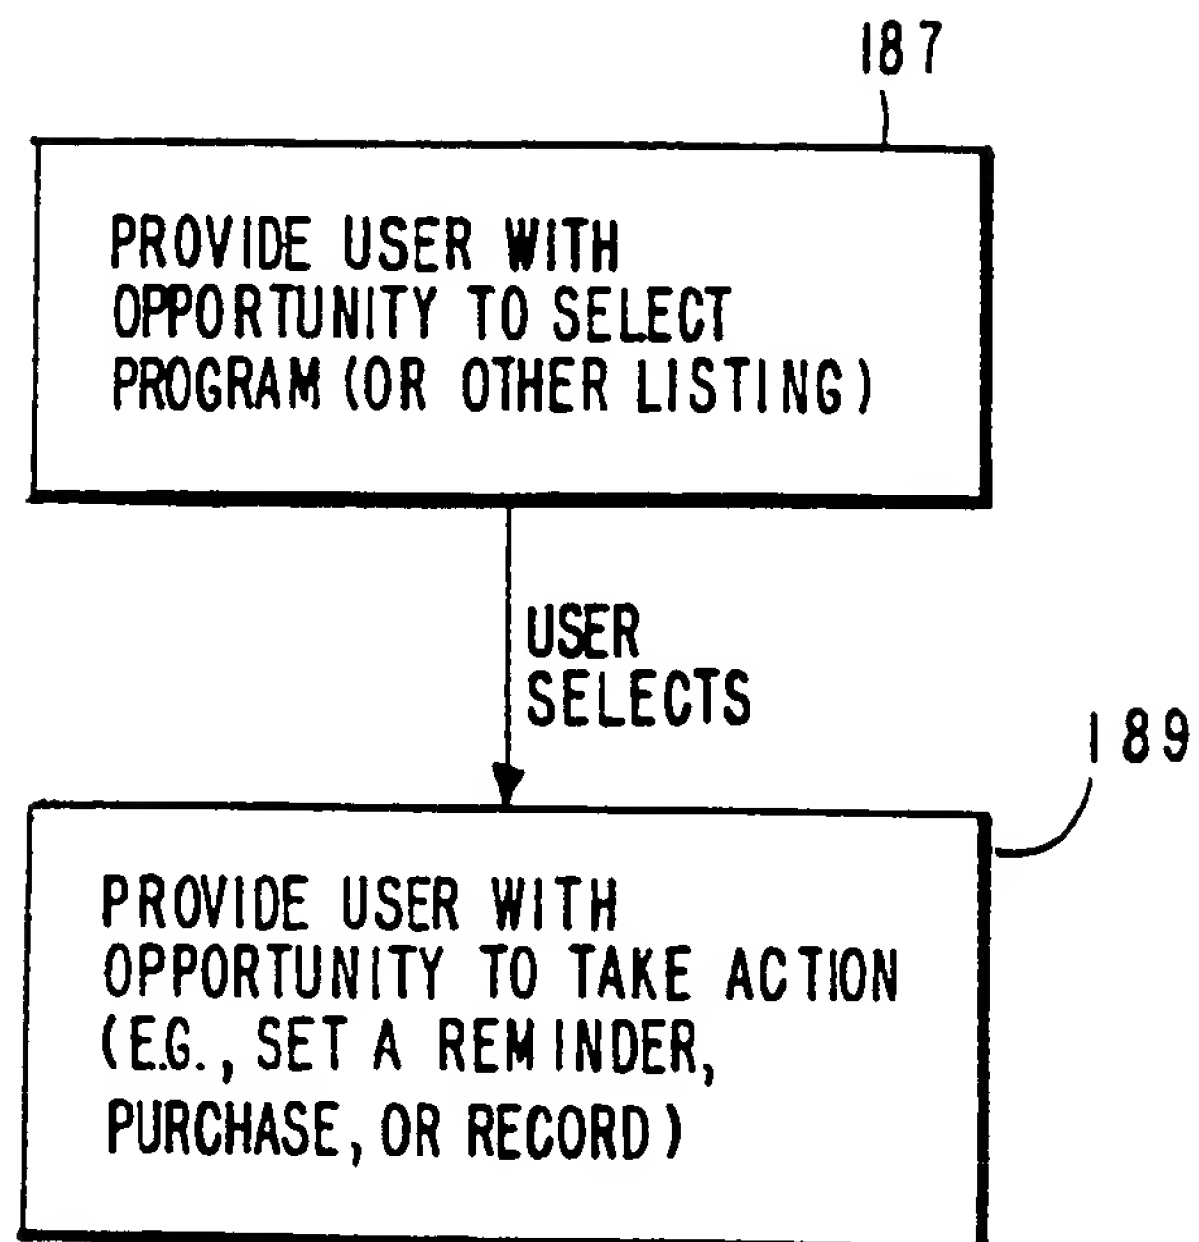 187
PROVIDE USER WITH
OPPORTUNITY TO SELECT
PROGRAM (OR OTHER LISTING)
USER
SELECTS
189
PROVIDE USER WITH
OPPORTUNITY TO TAKE ACTION
(E.G., SET A REMINDER,
PURCHASE, OR RECORD)